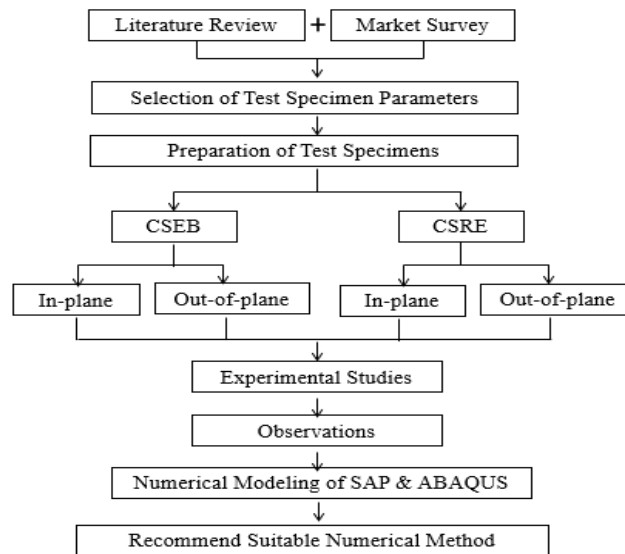 Literature Review + Market Survey
Selection of Test Specimen Parameters
Preparation of Test Specimens
CSEB CSRE
In-plane Out-of-plane In-plane Out-of-plane
Experimental Studies
Observations
Numerical Modeling of SAP & ABAQUS
Recommend Suitable Numerical Method